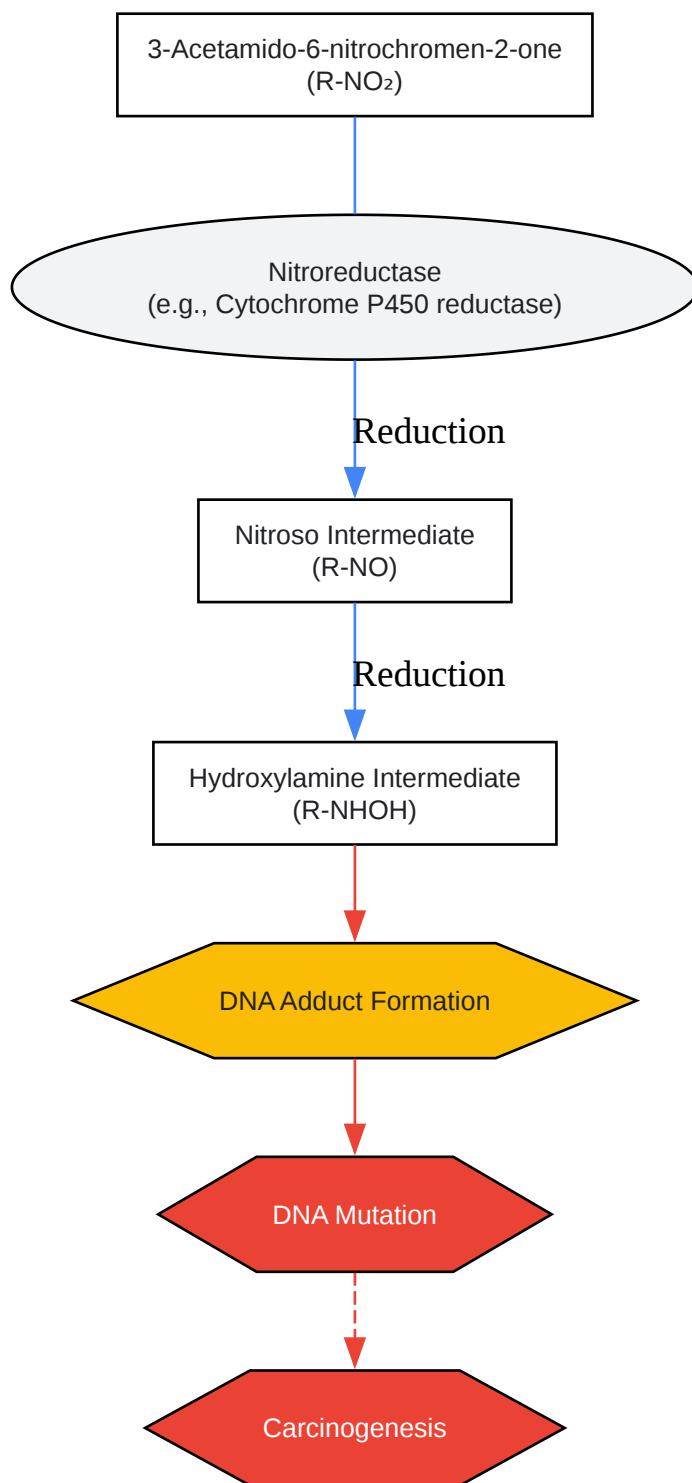 3-Acetamido-6-nitrochromen-2-one
(R-NO₂)
Nitroreductase
(e.g., Cytochrome P450 reductase)
Reduction
Nitroso Intermediate
(R-NO)
Reduction
Hydroxylamine Intermediate
(R-NHOH)
DNA Adduct Formation
DNA Mutation
Carcinogenesis